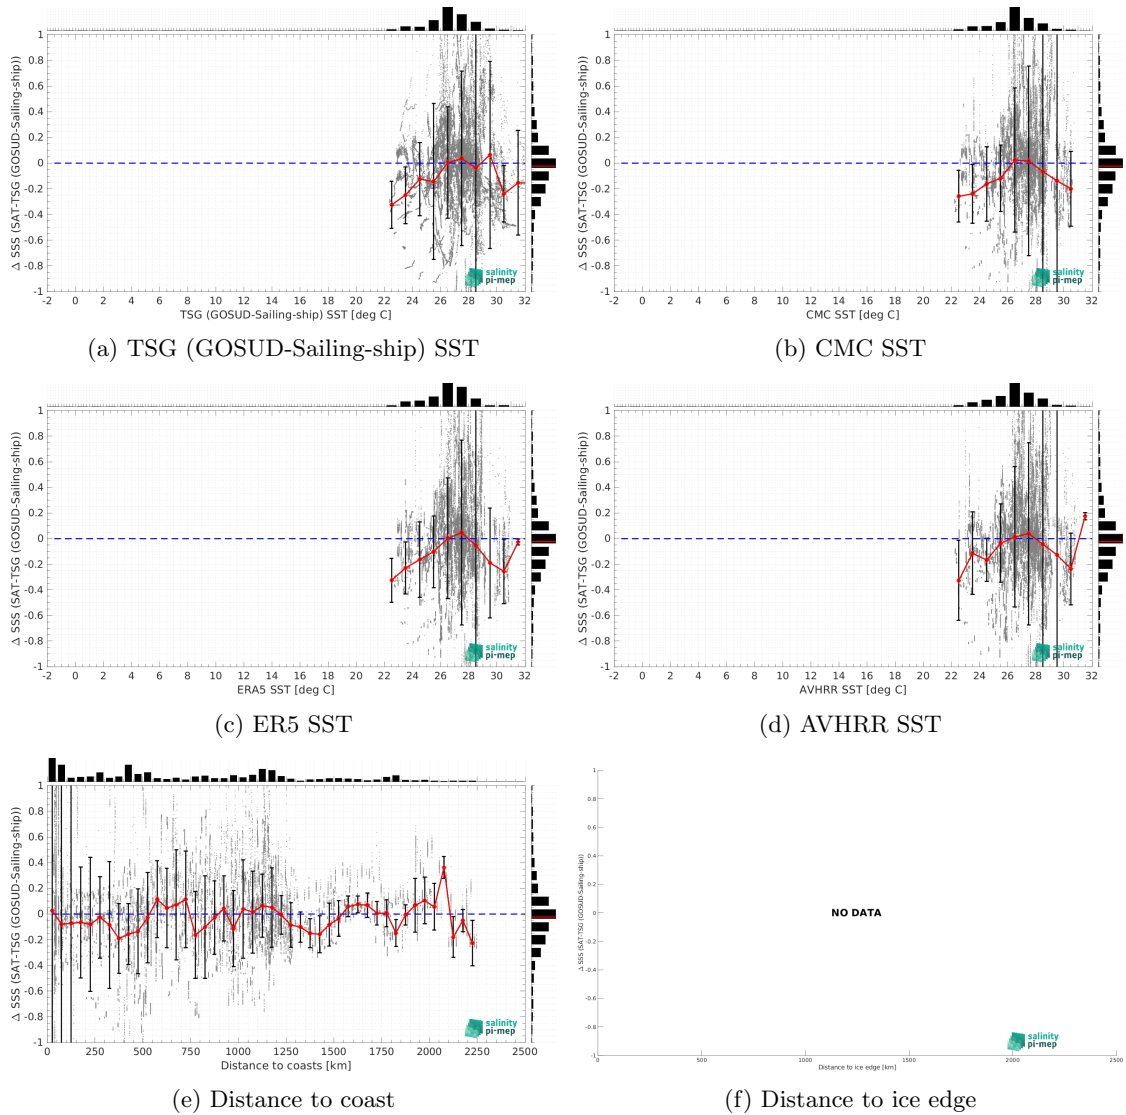 1
0.8
0.6
0.4
0.2
0
-0.2
-0.4
-0.6
-0.8
-1
Δ SSS (SAT-TSG (GOSUD-Sailing-ship))
-2 0 2 4 6 8 10 12 14 16 18 20 22 24 26 28 30 32
TSG (GOSUD-Sailing-ship) SST [deg C]
salinity
pi-mep
(a) TSG (GOSUD-Sailing-ship) SST
1
0.8
0.6
0.4
0.2
0
-0.2
-0.4
-0.6
-0.8
-1
Δ SSS (SAT-TSG (GOSUD-Sailing-ship))
-2 0 2 4 6 8 10 12 14 16 18 20 22 24 26 28 30 32
CMC SST [deg C]
salinity
pi-mep
(b) CMC SST
1
0.8
0.6
0.4
0.2
0
-0.2
-0.4
-0.6
-0.8
-1
Δ SSS (SAT-TSG (GOSUD-Sailing-ship))
-2 0 2 4 6 8 10 12 14 16 18 20 22 24 26 28 30 32
ERA5 SST [deg C]
salinity
pi-mep
(c) ER5 SST
1
0.8
0.6
0.4
0.2
0
-0.2
-0.4
-0.6
-0.8
-1
Δ SSS (SAT-TSG (GOSUD-Sailing-ship))
-2 0 2 4 6 8 10 12 14 16 18 20 22 24 26 28 30 32
AVHRR SST [deg C]
salinity
pi-mep
(d) AVHRR SST
1
0.8
0.6
0.4
0.2
0
-0.2
-0.4
-0.6
-0.8
-1
Δ SSS (SAT-TSG (GOSUD-Sailing-ship))
0 250 500 750 1000 1250 1500 1750 2000 2250 2500
Distance to coasts [km]
salinity
pi-mep
(e) Distance to coast
1
0.8
0.6
0.4
0.2
0
-0.2
-0.4
-0.6
-0.8
-1
Δ SSS (SAT-TSG (GOSUD-Sailing-ship))
NO DATA
0 500 1000 1500 2000 2500
Distance to ice edge [km]
salinity
pi-mep
(f) Distance to ice edge